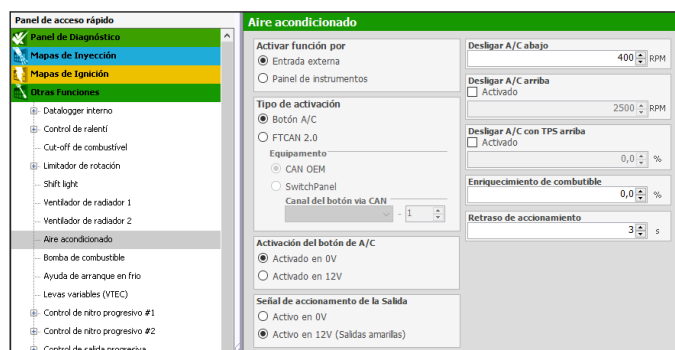 Panel de acceso rápido
Panel de Diagnóstico
Mapas de Inyección
Mapas de Ignición
Otras Funciones
Datalogger interno
Control de ralentí
Cut-off de combustível
Limitador de rotación
Shift light
Ventilador de radiador 1
Ventilador de radiador 2
Aire acondicionado
Bomba de combustible
Ayuda de arranque en frio
Levas variables (VTEC)
Control de nitro progresivo #1
Control de nitro progresivo #2
Control de salida progresiva
Aire acondicionado
Activar función por
Entrada externa
Painel de instrumentos
Tipo de activación
Botón A/C
FTCAN 2.0
Equipamento
CAN OEM
SwitchPanel
Canal del botón via CAN
- 1
Activación del botón de A/C
Activado en 0V
Activado en 12V
Señal de accionamento de la Salida
Activo en 0V
Activo en 12V (Salidas amarillas)
Desligar A/C abajo
400 RPM
Desligar A/C arriba
Activado
2500 RPM
Desligar A/C con TPS arriba
Activado
0,0 %
Enriquecimiento de combutible
0,0 %
Retraso de accionamiento
3 s